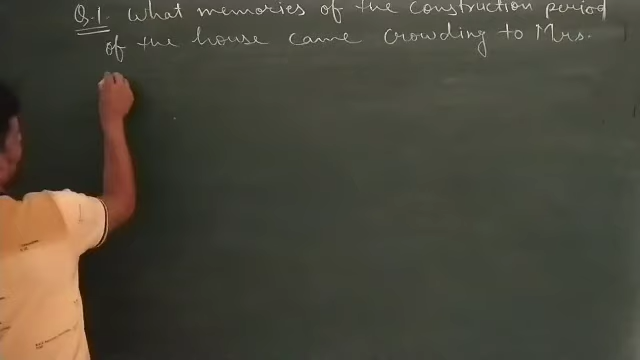 Q.1. What memories of the construction period
of the house came crowding to Mrs.